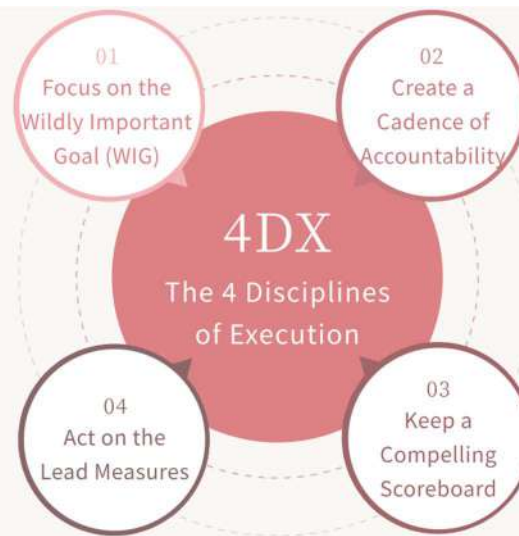 01
Focus on the
Wildly Important
Goal (WIG)
02
Create a
Cadence of
Accountability
4DX
The 4 Disciplines
of Execution
04
Act on the
Lead Measures
03
Keep a
Compelling
Scoreboard